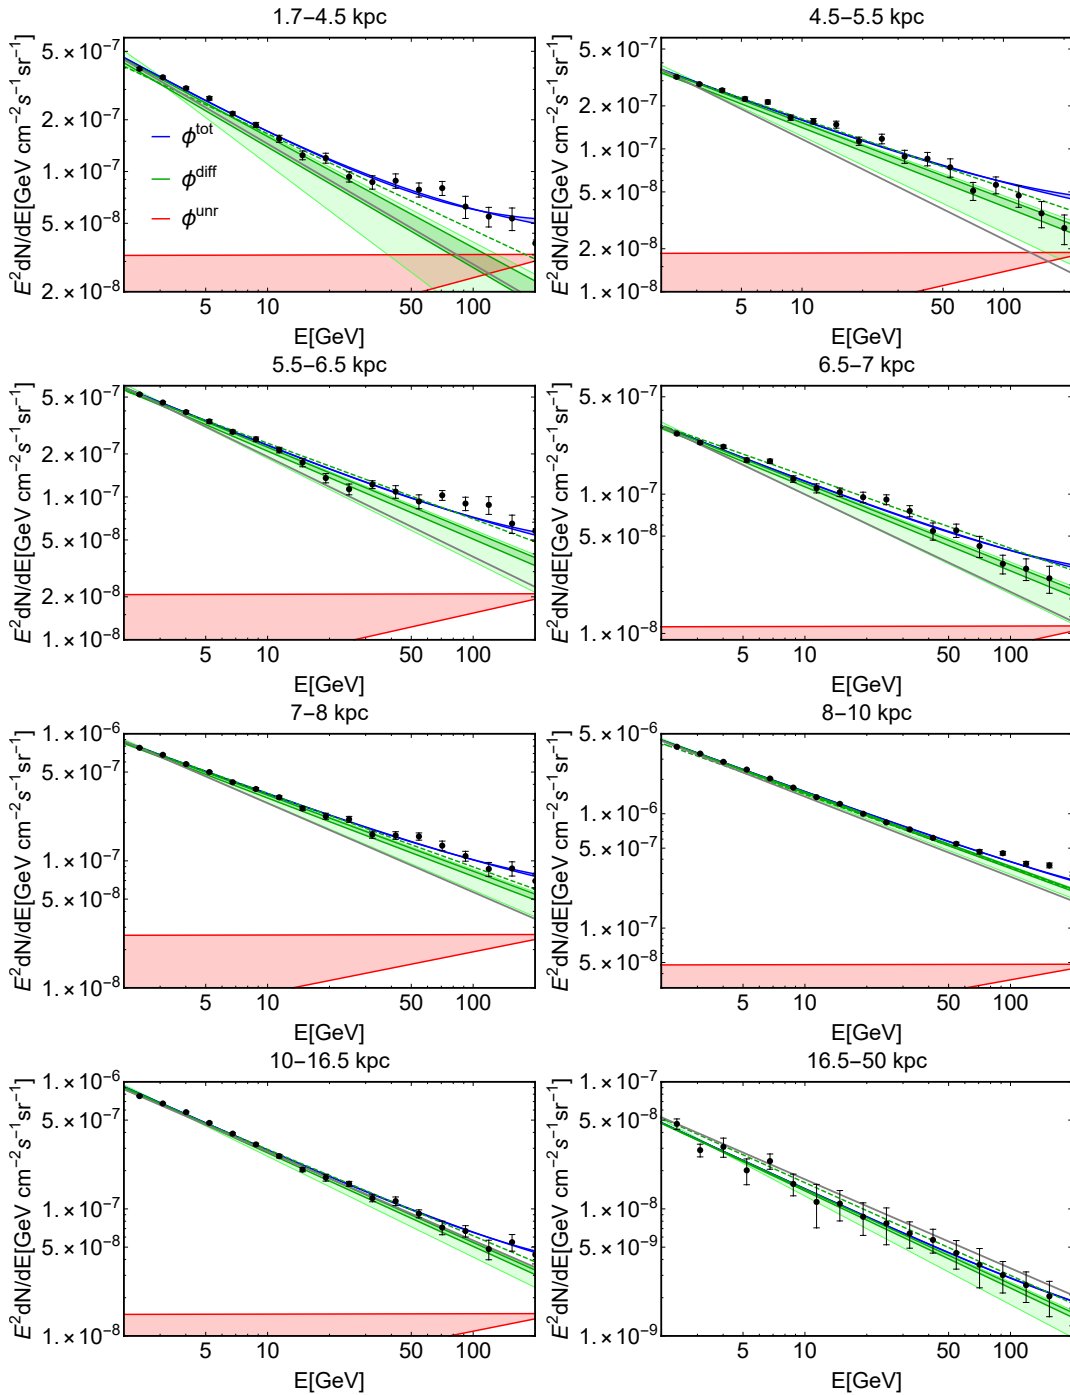 1.7−4.5 kpc
E²dN/dE[GeV cm⁻²s⁻¹sr⁻¹]
5.×10⁻⁷
2.×10⁻⁷
1.×10⁻⁷
5.×10⁻⁸
2.×10⁻⁸
ϕᵗᵒᵗ
ϕᵈⁱᶠᶠ
ϕᵘⁿʳ
5 10 50 100
E[GeV]
4.5−5.5 kpc
E²dN/dE[GeV cm⁻²s⁻¹sr⁻¹]
5.×10⁻⁷
2.×10⁻⁷
1.×10⁻⁷
5.×10⁻⁸
2.×10⁻⁸
1.×10⁻⁸
5 10 50 100
E[GeV]
5.5−6.5 kpc
E²dN/dE[GeV cm⁻²s⁻¹sr⁻¹]
5.×10⁻⁷
2.×10⁻⁷
1.×10⁻⁷
5.×10⁻⁸
2.×10⁻⁸
1.×10⁻⁸
5 10 50 100
E[GeV]
6.5−7 kpc
E²dN/dE[GeV cm⁻²s⁻¹sr⁻¹]
5.×10⁻⁷
1.×10⁻⁷
5.×10⁻⁸
1.×10⁻⁸
5 10 50 100
E[GeV]
7−8 kpc
E²dN/dE[GeV cm⁻²s⁻¹sr⁻¹]
1.×10⁻⁶
5.×10⁻⁷
1.×10⁻⁷
5.×10⁻⁸
1.×10⁻⁸
5 10 50 100
E[GeV]
8−10 kpc
E²dN/dE[GeV cm⁻²s⁻¹sr⁻¹]
5.×10⁻⁶
1.×10⁻⁶
5.×10⁻⁷
1.×10⁻⁷
5.×10⁻⁸
5 10 50 100
E[GeV]
10−16.5 kpc
E²dN/dE[GeV cm⁻²s⁻¹sr⁻¹]
1.×10⁻⁶
5.×10⁻⁷
1.×10⁻⁷
5.×10⁻⁸
1.×10⁻⁸
5 10 50 100
E[GeV]
16.5−50 kpc
E²dN/dE[GeV cm⁻²s⁻¹sr⁻¹]
1.×10⁻⁷
5.×10⁻⁸
1.×10⁻⁸
5.×10⁻⁹
1.×10⁻⁹
5 10 50 100
E[GeV]